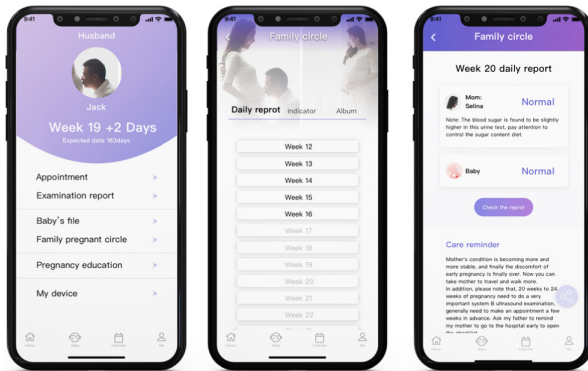 9:41
Husband
Jack
Week 19 +2 Days
Expected date 163days
Appointment
Examination report
Baby's file
Family pregnant circle
Pregnancy education
My device
Home
Baby
Calendar
Me
9:41
Family circle
Daily reprot
Indicator
Album
Week 12
Week 13
Week 14
Week 15
Week 16
Week 17
Week 18
Week 19
Week 20
Week 21
Week 22
Home
Baby
Calendar
Me
9:41
Family circle
Week 20 daily report
Mom:
Selina
Normal
Note: The blood sugar is found to be slightly
higher in this urine test, pay attention to
control the sugar content diet.
Baby
Normal
Check the reprot
Care reminder
Mother's condition is becoming more and
more stable, and finally the discomfort of
early pregnancy is finally over. Now you can
take mother to travel and walk more.
In addition, please note that, 20 weeks to 24
weeks of pregnancy need to do a very
important system B ultrasound examination,
generally need to make an appointment a few
weeks in advance. Ask my father to remind
my mother to go to the hospital early to open
the checklist.
Home
Baby
Calendar
Me